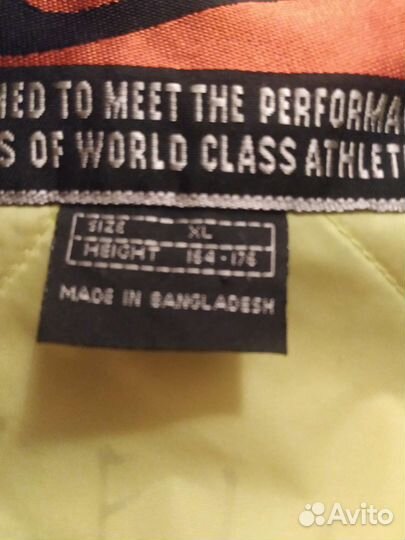 NED TO MEET THE PERFORMA
S OF WORLD CLASS ATHLET
SIZE XL
HEIGHT 164-176
MADE IN BANGLADESH
Avito